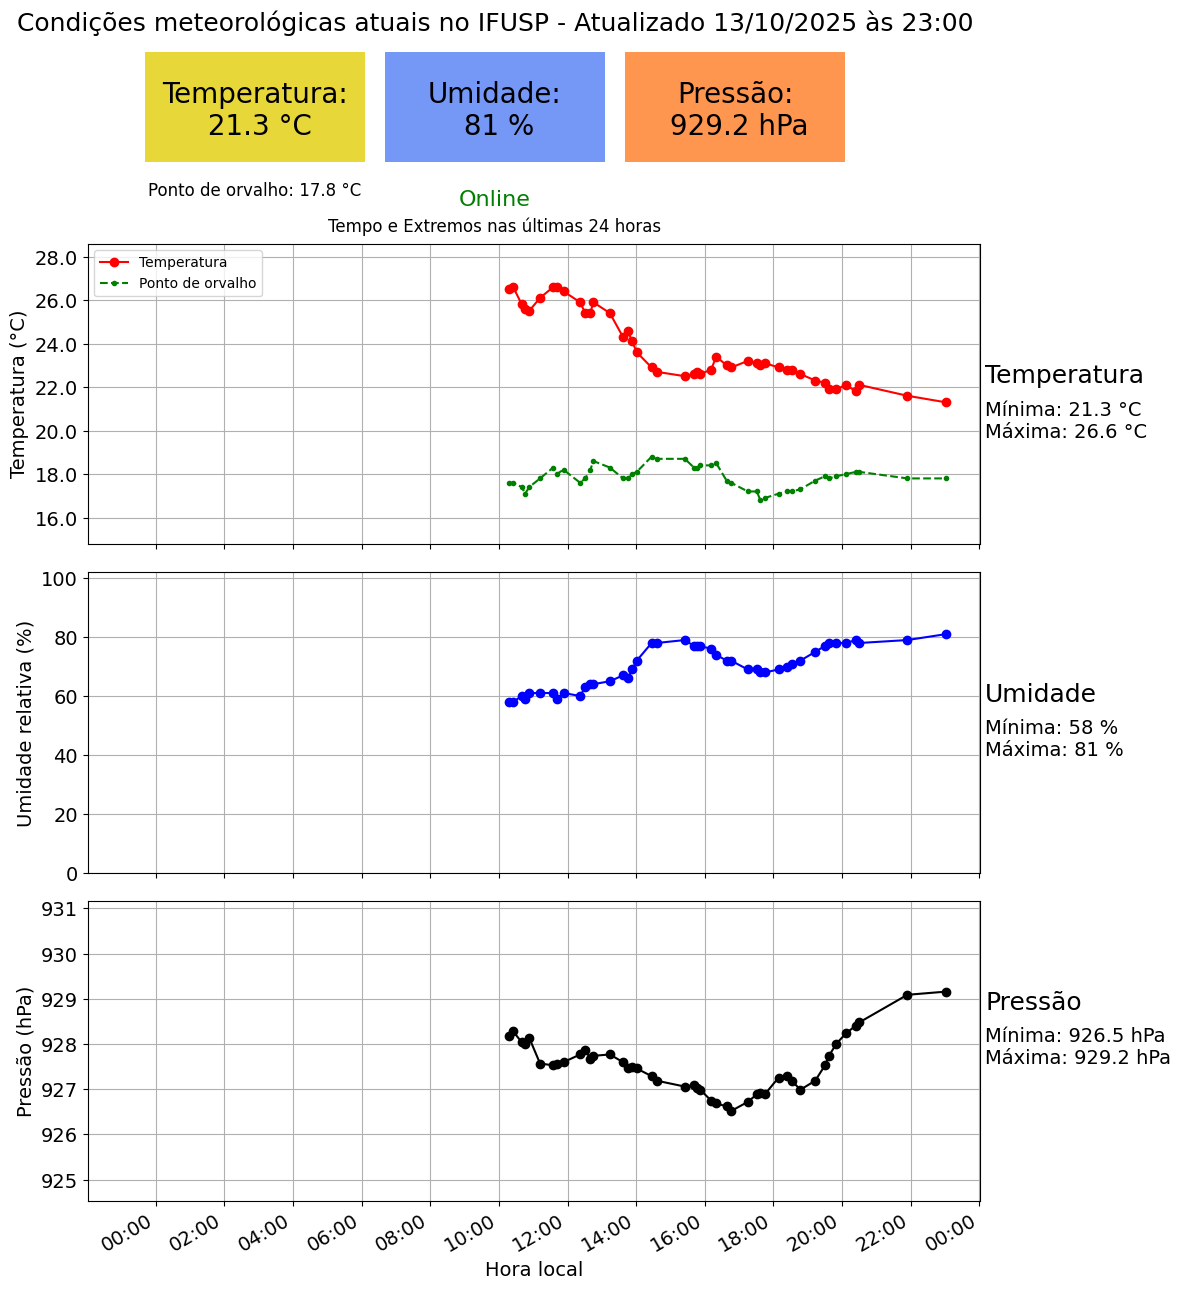 Condições meteorológicas atuais no IFUSP - Atualizado 13/10/2025 às 23:00
Temperatura:
21.3 °C
Umidade:
81 %
Pressão:
929.2 hPa
Ponto de orvalho: 17.8 °C
Online
Tempo e Extremos nas últimas 24 horas
Temperatura (°C)
28.0
26.0
24.0
22.0
20.0
18.0
16.0
Temperatura
Ponto de orvalho
Temperatura
Mínima: 21.3 °C
Máxima: 26.6 °C
Umidade relativa (%)
100
80
60
40
20
0
Umidade
Mínima: 58 %
Máxima: 81 %
Pressão (hPa)
931
930
929
928
927
926
925
Pressão
Mínima: 926.5 hPa
Máxima: 929.2 hPa
00:00 02:00 04:00 06:00 08:00 10:00 12:00 14:00 16:00 18:00 20:00 22:00 00:00
Hora local